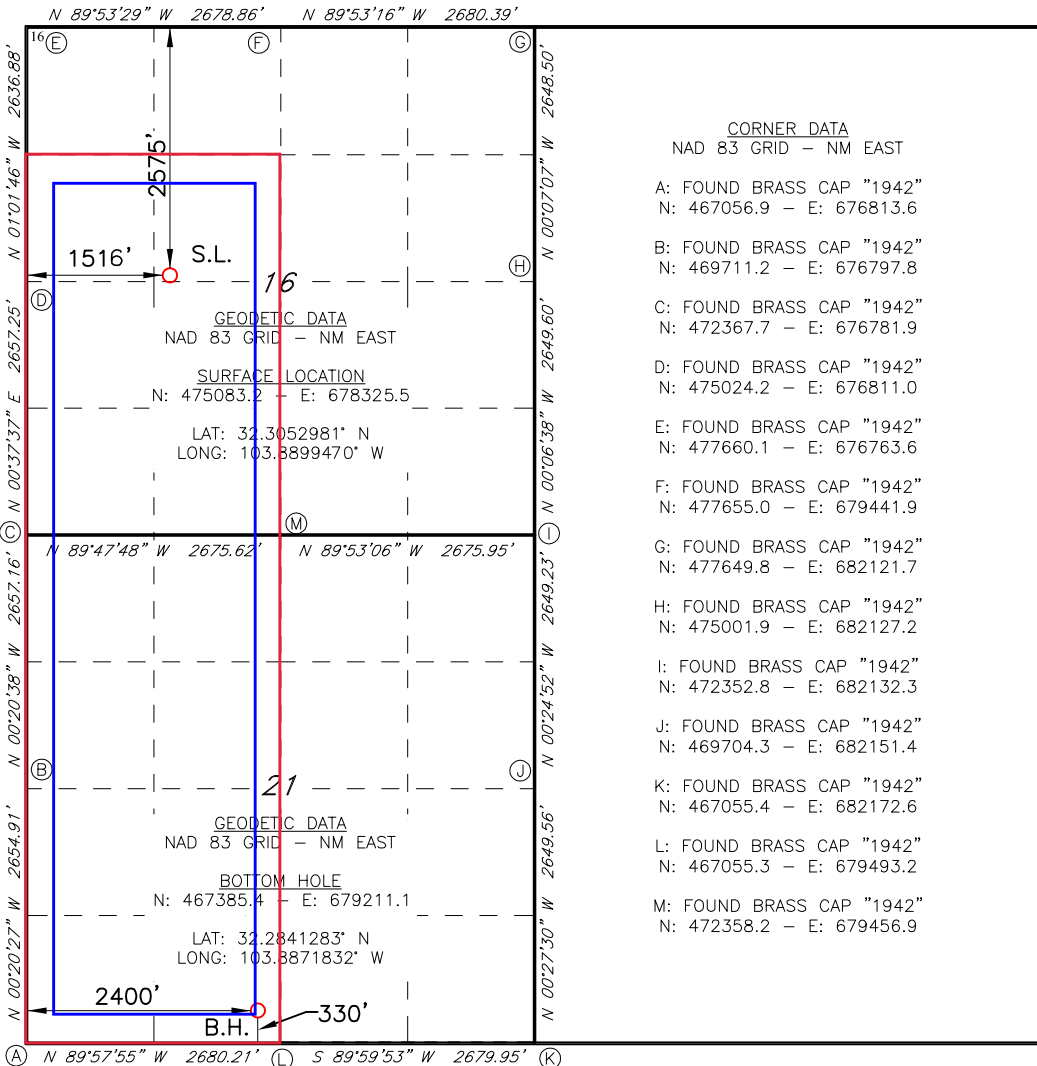 N 89°53'29" W 2678.86' N 89°53'16" W 2680.39'
16 E F G
N 01°01'46" W 2636.88'
2575'
N 00°07'07" W 2648.50'
1516' S.L.
D 16 H
GEODETIC DATA
NAD 83 GRID – NM EAST
SURFACE LOCATION
N: 475083.2 – E: 678325.5
LAT: 32.3052981° N
LONG: 103.8899470° W
N 00°37'37" E 2657.25'
N 00°06'38" W 2649.60'
C M I
N 89°47'48" W 2675.62' N 89°53'06" W 2675.95'
N 00°20'38" W 2657.16'
N 00°24'52" W 2649.23'
B 21 J
GEODETIC DATA
NAD 83 GRID – NM EAST
BOTTOM HOLE
N: 467385.4 – E: 679211.1
LAT: 32.2841283° N
LONG: 103.8871832° W
N 00°20'27" W 2654.91'
N 00°27'30" W 2649.56'
2400' 330'
B.H.
A N 89°57'55" W 2680.21' L S 89°59'53" W 2679.95' K
CORNER DATA
NAD 83 GRID – NM EAST
A: FOUND BRASS CAP "1942"
N: 467056.9 – E: 676813.6
B: FOUND BRASS CAP "1942"
N: 469711.2 – E: 676797.8
C: FOUND BRASS CAP "1942"
N: 472367.7 – E: 676781.9
D: FOUND BRASS CAP "1942"
N: 475024.2 – E: 676811.0
E: FOUND BRASS CAP "1942"
N: 477660.1 – E: 676763.6
F: FOUND BRASS CAP "1942"
N: 477655.0 – E: 679441.9
G: FOUND BRASS CAP "1942"
N: 477649.8 – E: 682121.7
H: FOUND BRASS CAP "1942"
N: 475001.9 – E: 682127.2
I: FOUND BRASS CAP "1942"
N: 472352.8 – E: 682132.3
J: FOUND BRASS CAP "1942"
N: 469704.3 – E: 682151.4
K: FOUND BRASS CAP "1942"
N: 467055.4 – E: 682172.6
L: FOUND BRASS CAP "1942"
N: 467055.3 – E: 679493.2
M: FOUND BRASS CAP "1942"
N: 472358.2 – E: 679456.9